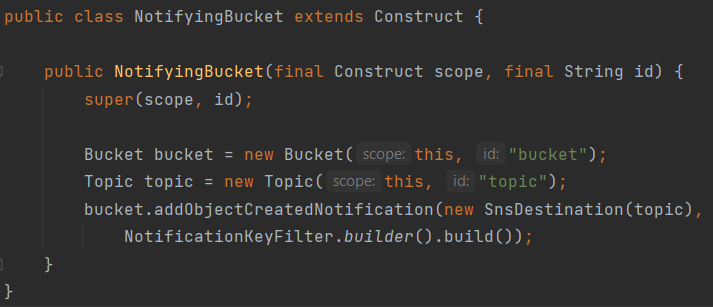 public class NotifyingBucket extends Construct {
public NotifyingBucket(final Construct scope, final String id) {
super(scope, id);
Bucket bucket = new Bucket( scope: this, id: "bucket");
Topic topic = new Topic( scope: this, id: "topic");
bucket.addObjectCreatedNotification(new SnsDestination(topic),
NotificationKeyFilter.builder().build());
}
}